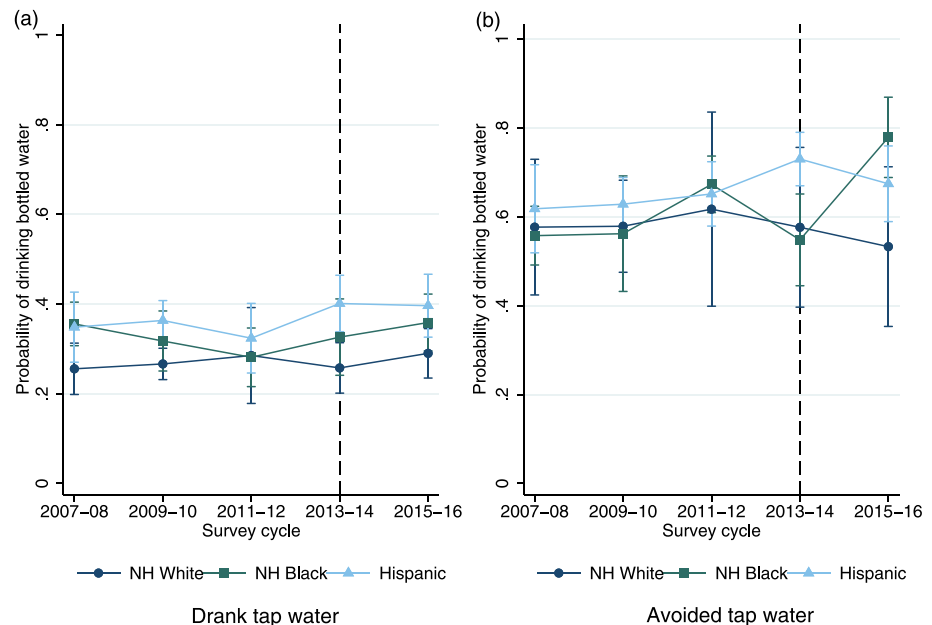 (a)
Probability of drinking bottled water
1
.8
.6
.4
.2
0
2007–08 2009–10 2011–12 2013–14 2015–16
Survey cycle
NH White NH Black Hispanic
Drank tap water
(b)
Probability of drinking bottled water
1
.8
.6
.4
.2
0
2007–08 2009–10 2011–12 2013–14 2015–16
Survey cycle
NH White NH Black Hispanic
Avoided tap water